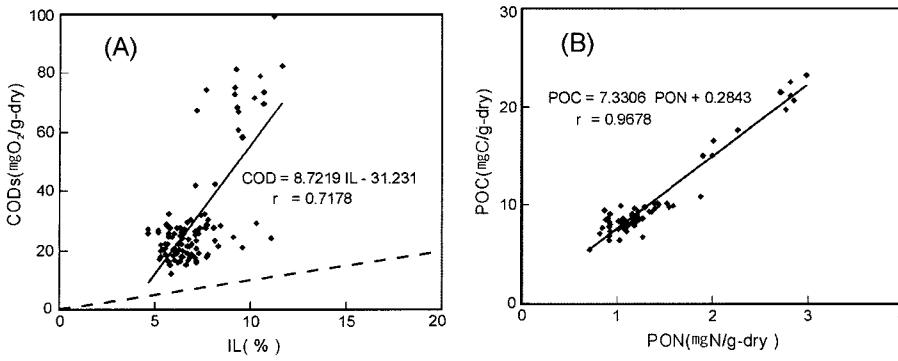 (A)
CODs(mgO₂/g-dry)
100
80
60
40
20
0
COD = 8.7219 IL - 31.231
r = 0.7178
0 5 10 15 20
IL(%)
(B)
POC(mgC/g-dry)
30
20
10
0
POC = 7.3306 PON + 0.2843
r = 0.9678
1 2 3
PON(mgN/g-dry)